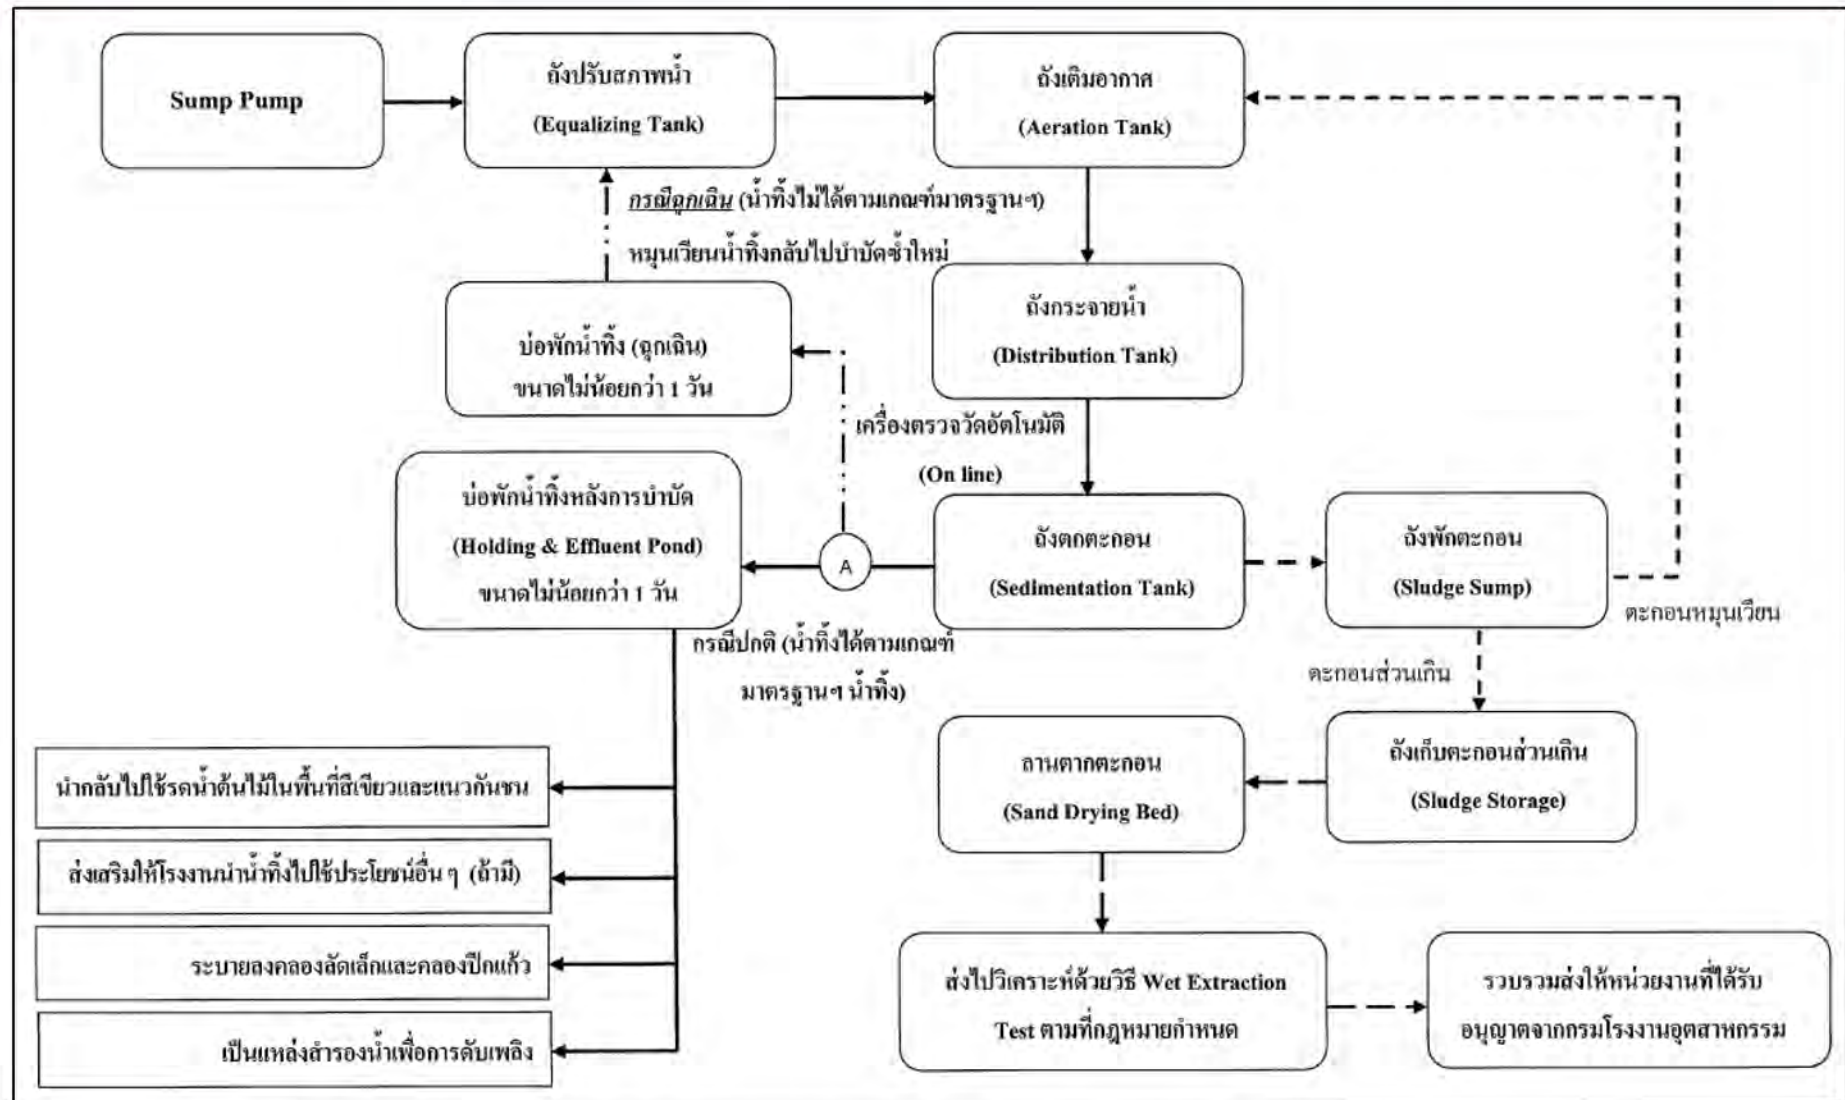 Sump Pump
ถังปรับสภาพน้ำ
(Equalizing Tank)
ถังเติมอากาศ
(Aeration Tank)
กรณีฉุกเฉิน (น้ำทิ้งไม่ได้ตามเกณฑ์มาตรฐานฯ)
หมุนเวียนน้ำทิ้งกลับไปบำบัดซ้ำใหม่
บ่อพักน้ำทิ้ง (ฉุกเฉิน)
ขนาดไม่น้อยกว่า 1 วัน
ถังกระจายน้ำ
(Distribution Tank)
เครื่องตรวจวัดอัตโนมัติ
(On line)
บ่อพักน้ำทิ้งหลังการบำบัด
(Holding & Effluent Pond)
ขนาดไม่น้อยกว่า 1 วัน
A
ถังตกตะกอน
(Sedimentation Tank)
ถังพักตะกอน
(Sludge Sump)
ตะกอนหมุนเวียน
กรณีปกติ (น้ำทิ้งได้ตามเกณฑ์
มาตรฐานฯ น้ำทิ้ง)
ตะกอนส่วนเกิน
ลานตากตะกอน
(Sand Drying Bed)
ถังเก็บตะกอนส่วนเกิน
(Sludge Storage)
นำกลับไปใช้รดน้ำต้นไม้ในพื้นที่สีเขียวและแนวกันชน
ส่งเสริมให้โรงงานนำน้ำทิ้งไปใช้ประโยชน์อื่น ๆ (ถ้ามี)
ระบายลงคลองลัดเล็กและคลองปีกแก้ว
เป็นแหล่งสำรองน้ำเพื่อการดับเพลิง
ส่งไปวิเคราะห์ด้วยวิธี Wet Extraction
Test ตามที่กฎหมายกำหนด
รวบรวมส่งให้หน่วยงานที่ได้รับ
อนุญาตจากกรมโรงงานอุตสาหกรรม